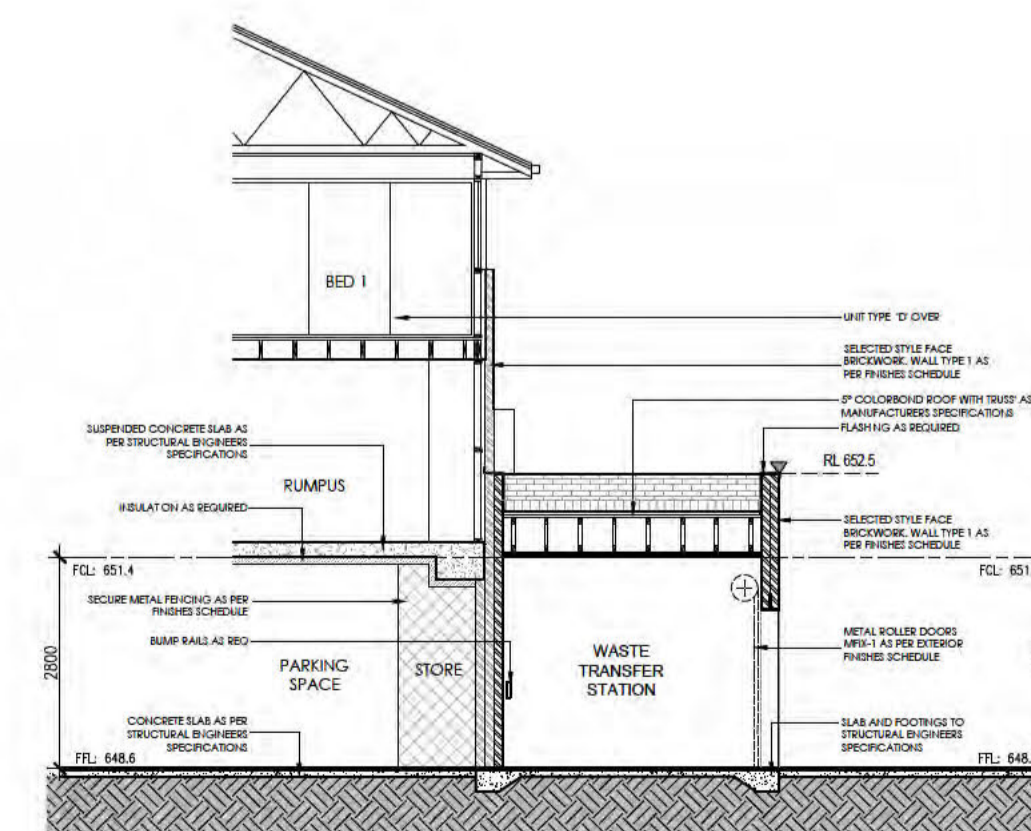 BED 1
UNIT TYPE 'D' OVER
SELECTED STYLE FACE
BRICKWORK. WALL TYPE 1 AS
PER FINISHES SCHEDULE
5° COLORBOND ROOF WITH TRUSS' AS
MANUFACTURERS SPECIFICATIONS
FLASHING AS REQUIRED
RL 652.5
SUSPENDED CONCRETE SLAB AS
PER STRUCTURAL ENGINEERS
SPECIFICATIONS
RUMPUS
INSULATION AS REQUIRED
SELECTED STYLE FACE
BRICKWORK. WALL TYPE 1 AS
PER FINISHES SCHEDULE
FCL: 651.4
FCL: 651.
SECURE METAL FENCING AS PER
FINISHES SCHEDULE
BUMP RAILS AS REQ
METAL ROLLER DOORS
MFIX-1 AS PER EXTERIOR
FINISHES SCHEDULE
2800
PARKING
SPACE
STORE
WASTE
TRANSFER
STATION
CONCRETE SLAB AS PER
STRUCTURAL ENGINEERS
SPECIFICATIONS
SLAB AND FOOTINGS TO
STRUCTURAL ENGINEERS
SPECIFICATIONS
FFL: 648.6
FFL: 648.